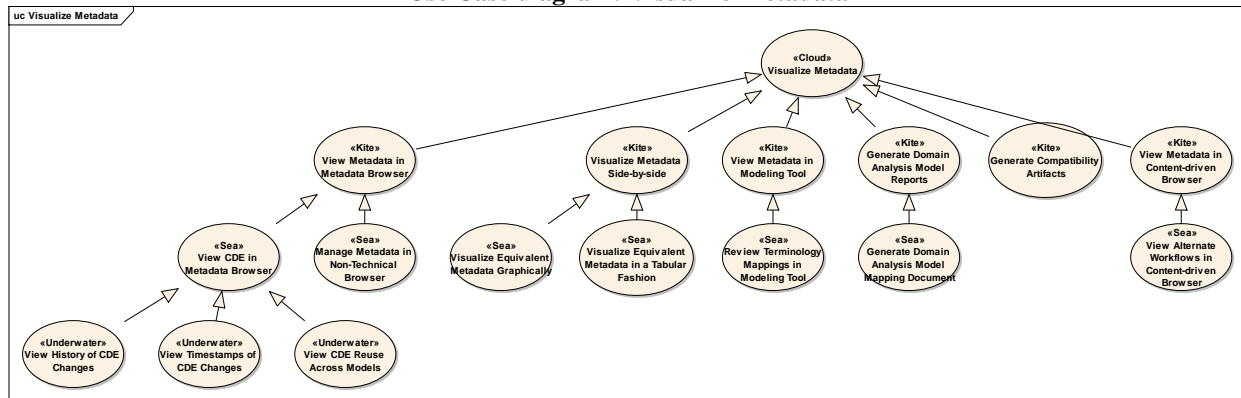 uc Visualize Metadata
«Cloud»
Visualize Metadata
«Kite»
View Metadata in
Metadata Browser
«Kite»
Visualize Metadata
Side-by-side
«Kite»
View Metadata in
Modeling Tool
«Kite»
Generate Domain
Analysis Model
Reports
«Kite»
Generate Compatibility
Artifacts
«Kite»
View Metadata in
Content-driven
Browser
«Sea»
View CDE in
Metadata Browser
«Sea»
Manage Metadata in
Non-Technical
Browser
«Sea»
Visualize Equivalent
Metadata Graphically
«Sea»
Visualize Equivalent
Metadata in a Tabular
Fashion
«Sea»
Review Terminology
Mappings in
Modeling Tool
«Sea»
Generate Domain
Analysis Model
Mapping Document
«Sea»
View Alternate
Workflows in
Content-driven
Browser
«Underwater»
View History of CDE
Changes
«Underwater»
View Timestamps of
CDE Changes
«Underwater»
View CDE Reuse
Across Models